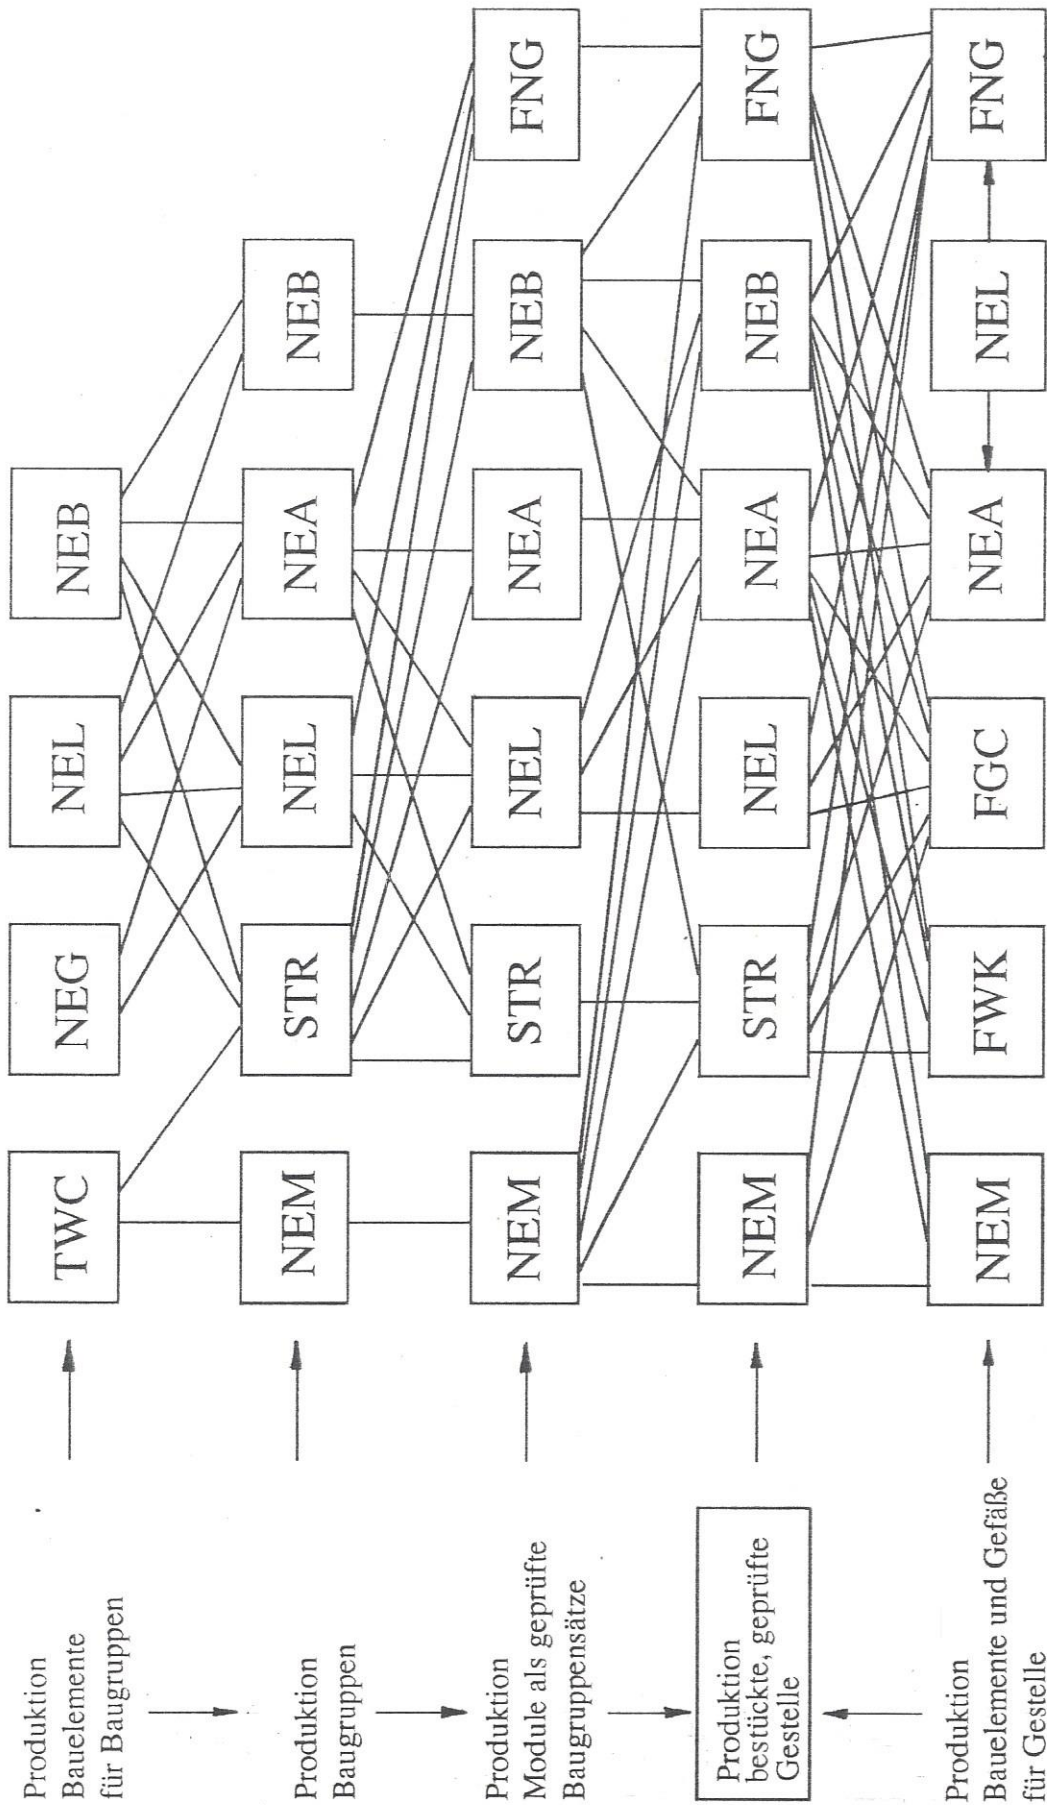 Produktion
Bauelemente
für Baugruppen
TWC
NEG
NEL
NEB
Produktion
Baugruppen
NEM
STR
NEL
NEA
NEB
Produktion
Module als geprüfte
Baugruppensätze
NEM
STR
NEL
NEA
NEB
FNG
Produktion
bestückte, geprüfte
Gestelle
NEM
STR
NEL
NEA
NEB
FNG
Produktion
Bauelemente und Gefäße
für Gestelle
NEM
FWK
FGC
NEA
NEL
FNG